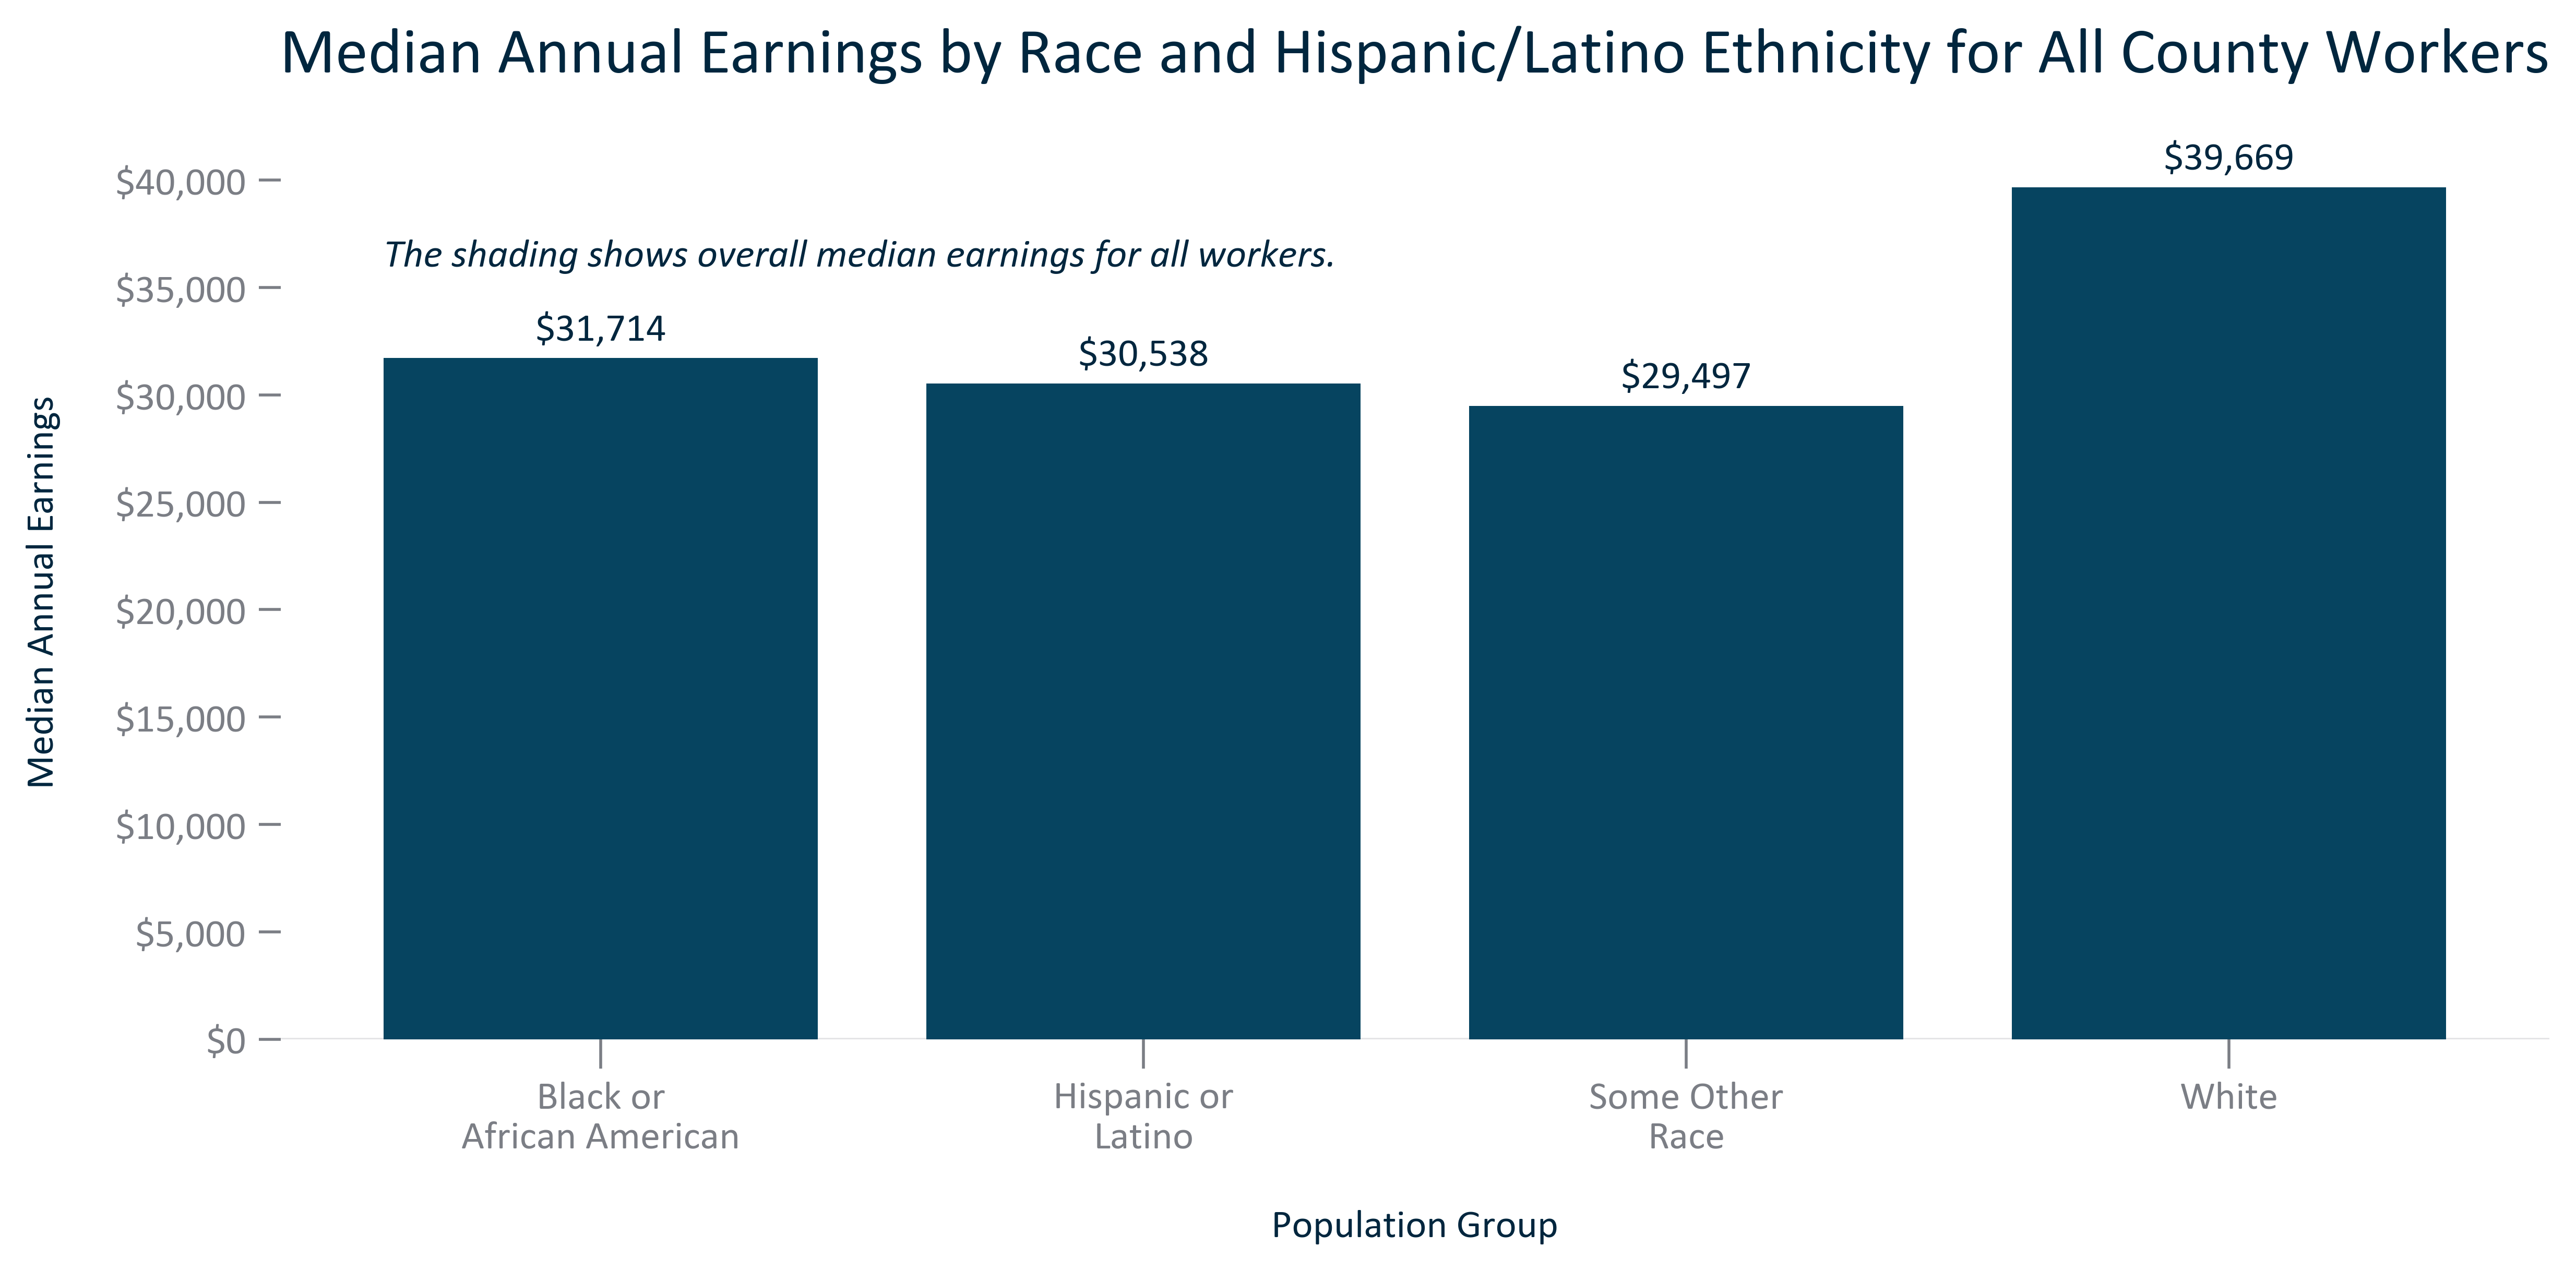 Median Annual Earnings by Race and Hispanic/Latino Ethnicity for All County Workers
Median Annual Earnings
$40,000
$35,000
$30,000
$25,000
$20,000
$15,000
$10,000
$5,000
$0
The shading shows overall median earnings for all workers.
$31,714
$30,538
$29,497
$39,669
Black or
African American
Hispanic or
Latino
Some Other
Race
White
Population Group